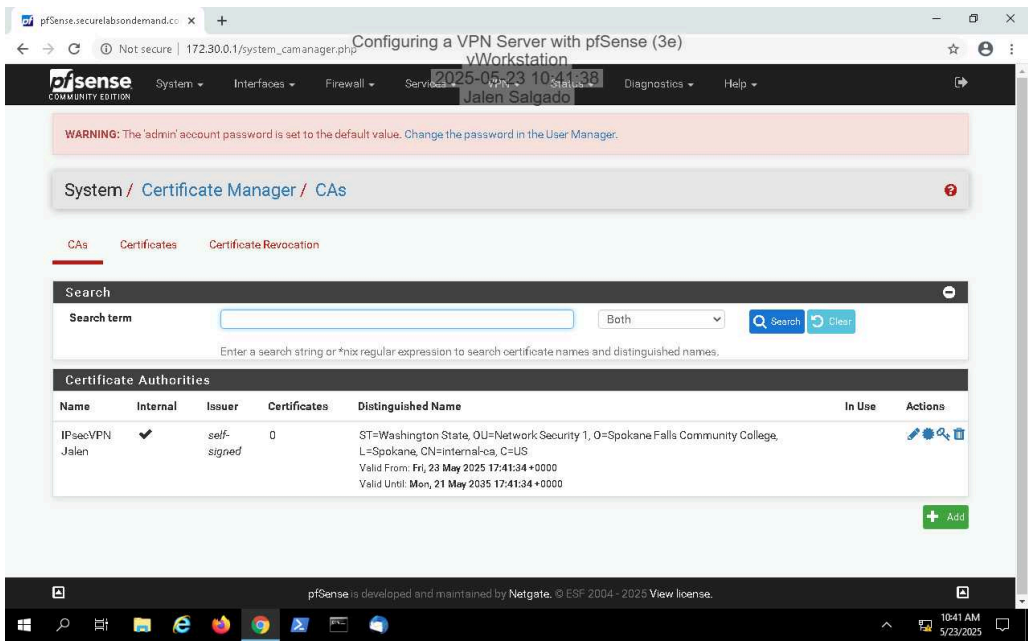 pfSense.securelabsondemand.co
Not secure | 172.30.0.1/system_camanager.php
Configuring a VPN Server with pfSense (3e)
vWorkstation
2025-05-23 10:41:38
Jalen Salgado
pfsense
COMMUNITY EDITION
System
Interfaces
Firewall
Services
VPN
Status
Diagnostics
Help
WARNING: The 'admin' account password is set to the default value. Change the password in the User Manager.
System / Certificate Manager / CAs
CAs Certificates Certificate Revocation
Search
Search term Both Search Clear
Enter a search string or *nix regular expression to search certificate names and distinguished names.
Certificate Authorities
Name Internal Issuer Certificates Distinguished Name In Use Actions
IPsecVPN self- 0 ST=Washington State, OU=Network Security 1, O=Spokane Falls Community College,
Jalen signed L=Spokane, CN=internal-ca, C=US
Valid From: Fri, 23 May 2025 17:41:34 +0000
Valid Until: Mon, 21 May 2035 17:41:34 +0000
Add
pfSense is developed and maintained by Netgate. © ESF 2004 - 2025 View license.
10:41 AM
5/23/2025